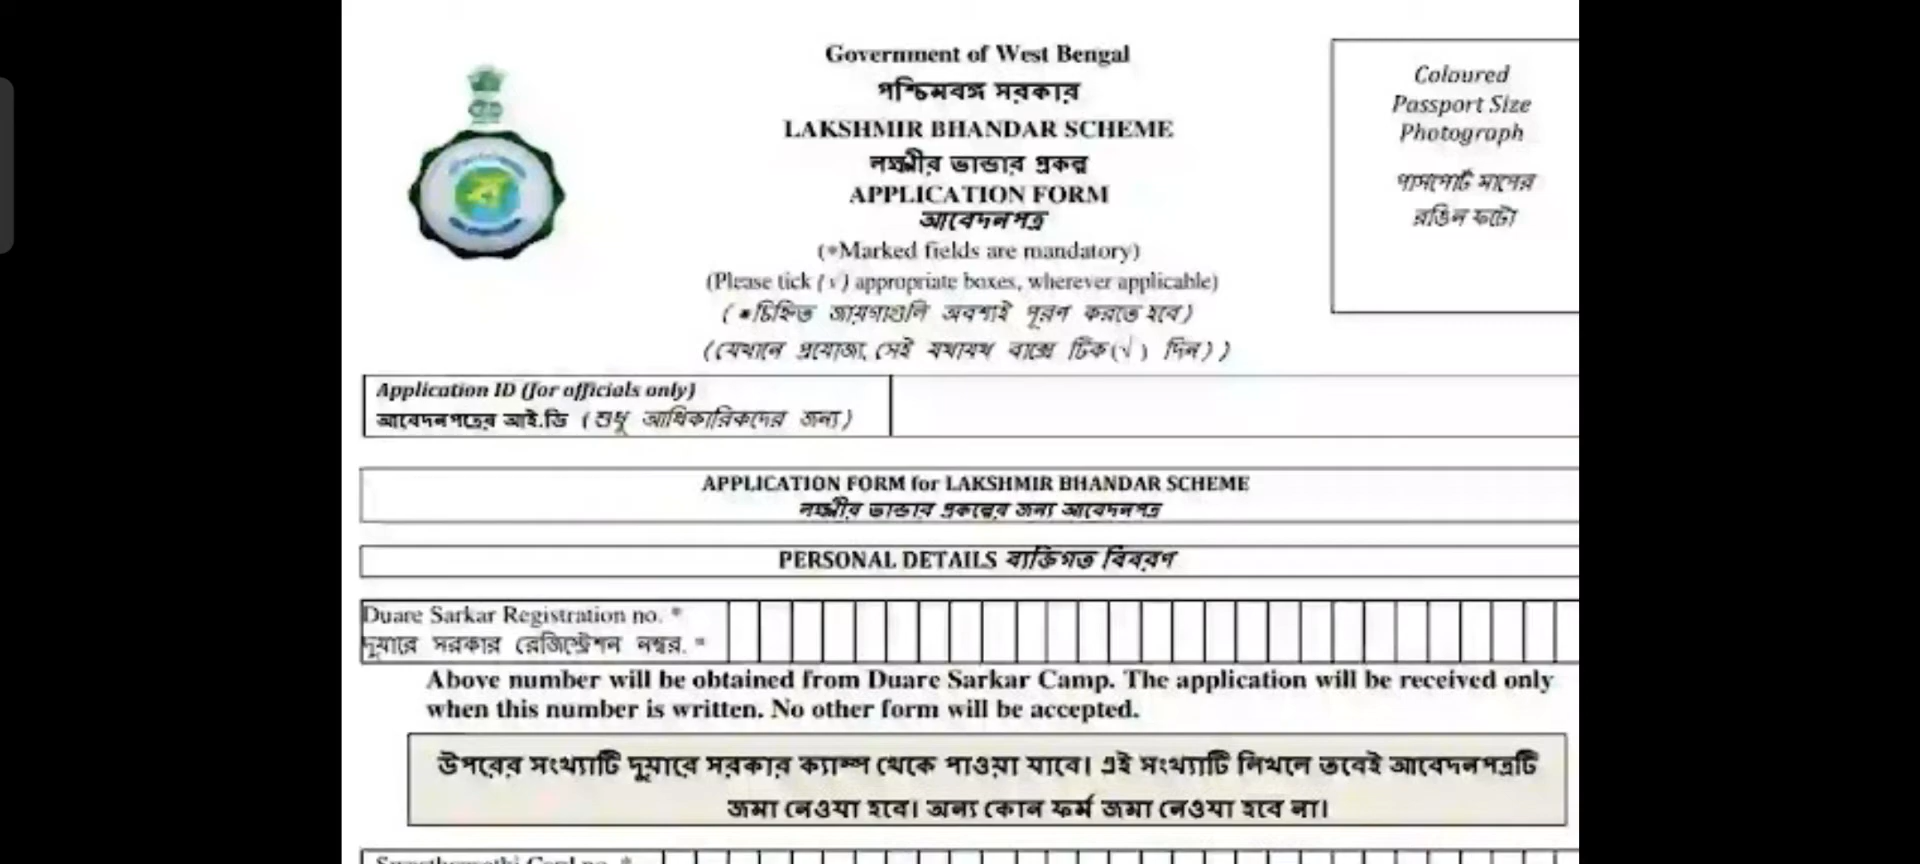 Government of West Bengal
পশ্চিমবঙ্গ সরকার
LAKSHMIR BHANDAR SCHEME
লক্ষ্মীর ভান্ডার প্রকল্প
APPLICATION FORM
আবেদনপত্র
(*Marked fields are mandatory)
(Please tick (√) appropriate boxes, wherever applicable)
(*চিহ্নিত জায়গাগুলি অবশ্যই পূরণ করতে হবে)
(যেখানে প্রযোজ্য, সেই যথাযথ বাক্সে টিক(√) দিন))
Coloured
Passport Size
Photograph
পাসপোর্ট মাপের
রঙিন ফটো
Application ID (for officials only)
আবেদনপত্রের আই.ডি (শুধু আধিকারিকদের জন্য)
APPLICATION FORM for LAKSHMIR BHANDAR SCHEME
লক্ষ্মীর ভান্ডার প্রকল্পের জন্য আবেদনপত্র
PERSONAL DETAILS ব্যক্তিগত বিবরণ
Duare Sarkar Registration no. *
দুয়ারে সরকার রেজিস্ট্রেশন নম্বর. *
Above number will be obtained from Duare Sarkar Camp. The application will be received only
when this number is written. No other form will be accepted.
উপরের সংখ্যাটি দুয়ারে সরকার ক্যাম্প থেকে পাওয়া যাবে। এই সংখ্যাটি লিখলে তবেই আবেদনপত্রটি
জমা নেওয়া হবে। অন্য কোন ফর্ম জমা নেওয়া হবে না।